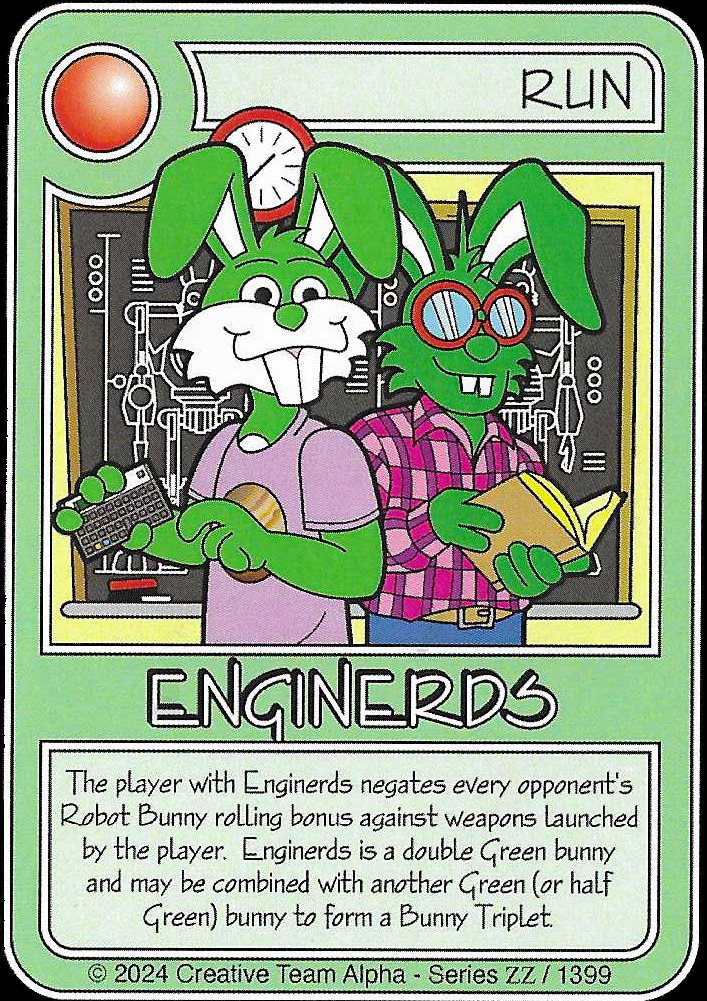 RUN
ENGINERDS
The player with Enginerds negates every opponent's
Robot Bunny rolling bonus against weapons launched
by the player. Enginerds is a double Green bunny
and may be combined with another Green (or half
Green) bunny to form a Bunny Triplet.
© 2024 Creative Team Alpha - Series ZZ / 1399